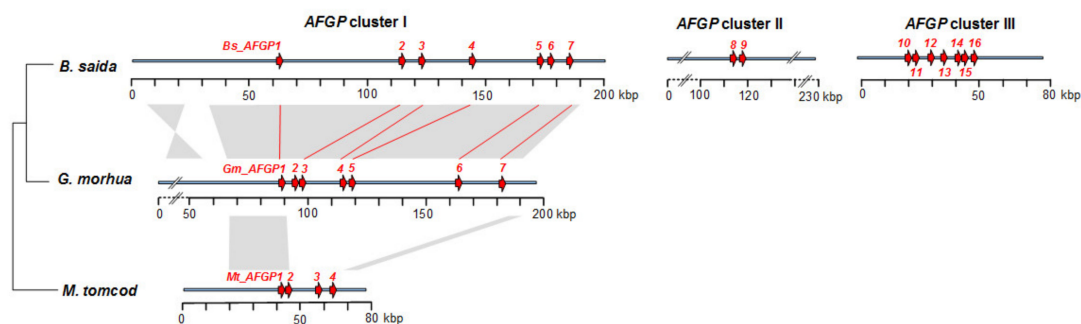 AFGP cluster I
AFGP cluster II
AFGP cluster III
B. saida
Bs_AFGP1 2 3 4 5 6 7
8 9
10 12 14 16
11 13 15
0 50 100 150 200 kbp
0 100 120 230 kbp
0 50 80 kbp
G. morhua
Gm_AFGP1 2 3 4 5 6 7
0 50 100 150 200 kbp
M. tomcod
Mt_AFGP1 2 3 4
0 50 80 kbp